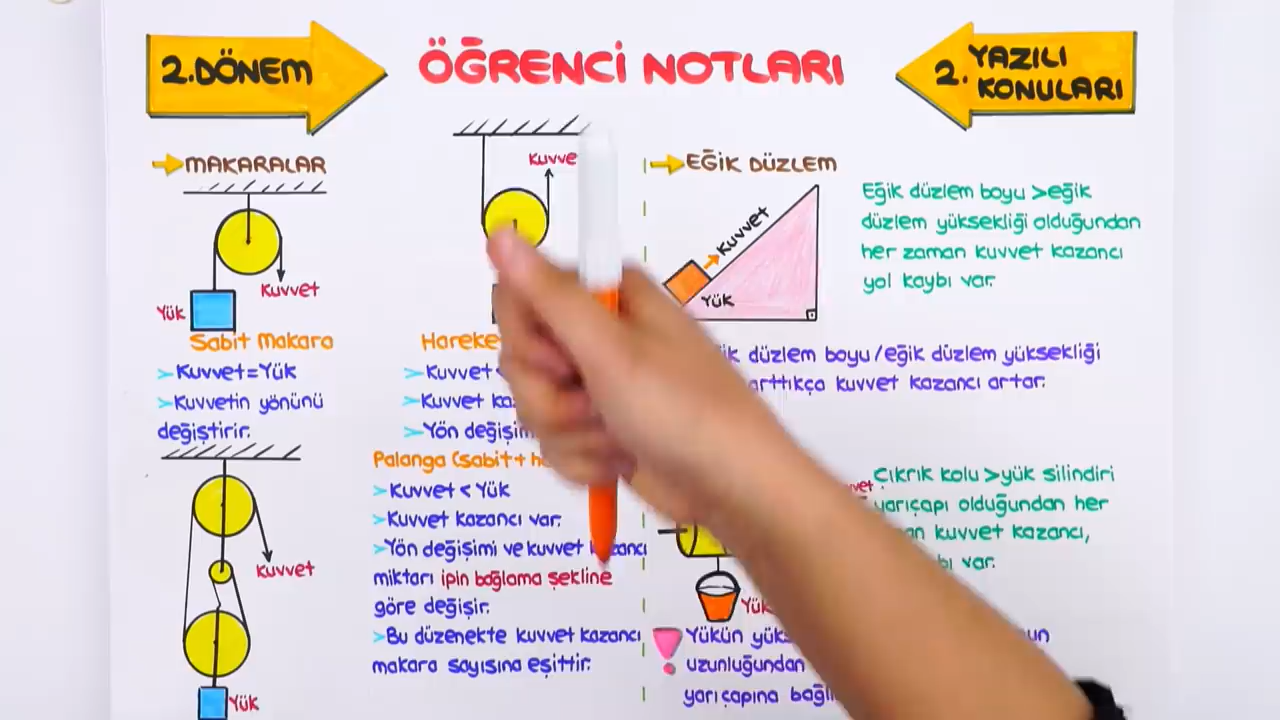 2.DÖNEM
ÖĞRENCİ NOTLARI
2. YAZILI
KONULARI
MAKARALAR
Kuvvet
Yük
Sabit Makara
>Kuvvet=Yük
>Kuvvetin yönünü
değiştirir.
Kuvvet
Yük
>Kuvvet
>Kuvvet
>Yön
Palanga (sabit+
>Kuvvet < Yük
>Kuvvet kazancı var.
>Yön değişimi ve kuvvet
miktarı ipin bağlama şekline
göre değişir.
>Bu düzenekte kuvvet kazancı
makara sayısına eşittir.
EĞİK DÜZLEM
Kuvvet
Yük
Eğik düzlem boyu >eğik
düzlem yüksekliği olduğundan
her zaman kuvvet kazancı
yol kaybı var.
düzlem boyu/eğik düzlem yüksekliği
arttıkça kuvvet kazancı artar.
Çıkrık kolu >yük silindiri
yarıçapı olduğundan her
kuvvet kazancı,
var.
Yük
Yükün
uzunluğundan
yarıçapına